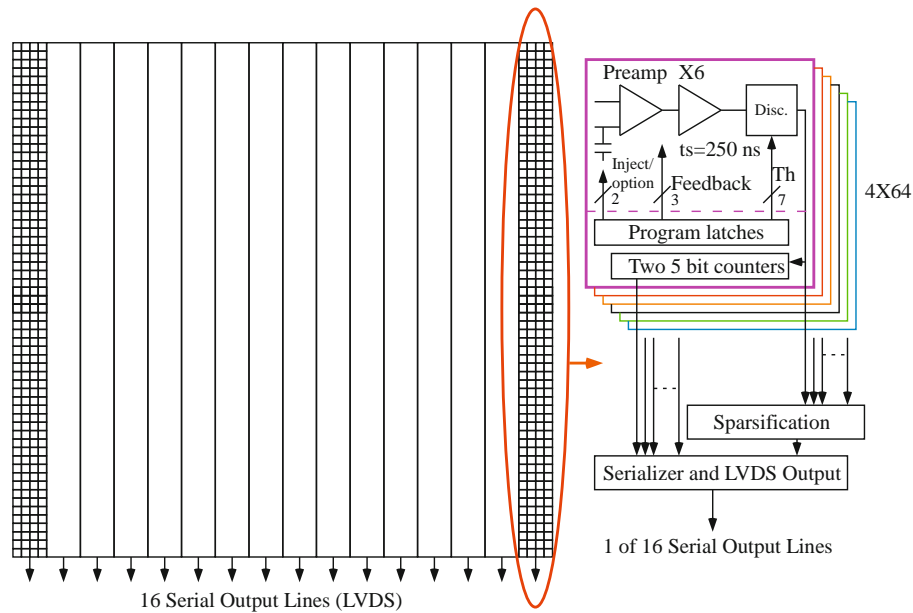 Preamp X6
Disc.
ts=250 ns
Inject/
option
Feedback
Th
2
3
7
4X64
Program latches
Two 5 bit counters
Sparsification
Serializer and LVDS Output
1 of 16 Serial Output Lines
16 Serial Output Lines (LVDS)